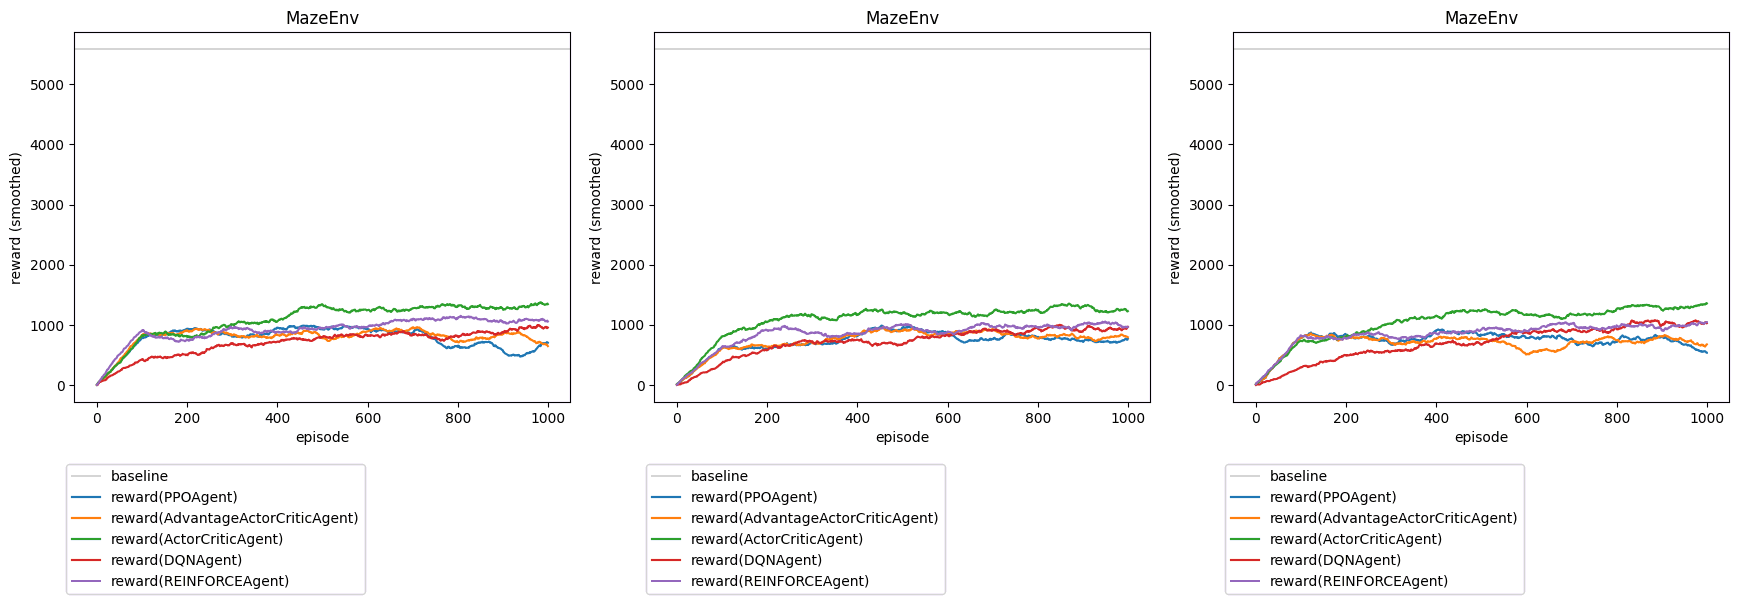 MazeEnv
reward (smoothed)
5000
4000
3000
2000
1000
0
0 200 400 600 800 1000
episode
baseline
reward(PPOAgent)
reward(AdvantageActorCriticAgent)
reward(ActorCriticAgent)
reward(DQNAgent)
reward(REINFORCEAgent)
MazeEnv
reward (smoothed)
5000
4000
3000
2000
1000
0
0 200 400 600 800 1000
episode
baseline
reward(PPOAgent)
reward(AdvantageActorCriticAgent)
reward(ActorCriticAgent)
reward(DQNAgent)
reward(REINFORCEAgent)
MazeEnv
reward (smoothed)
5000
4000
3000
2000
1000
0
0 200 400 600 800 1000
episode
baseline
reward(PPOAgent)
reward(AdvantageActorCriticAgent)
reward(ActorCriticAgent)
reward(DQNAgent)
reward(REINFORCEAgent)